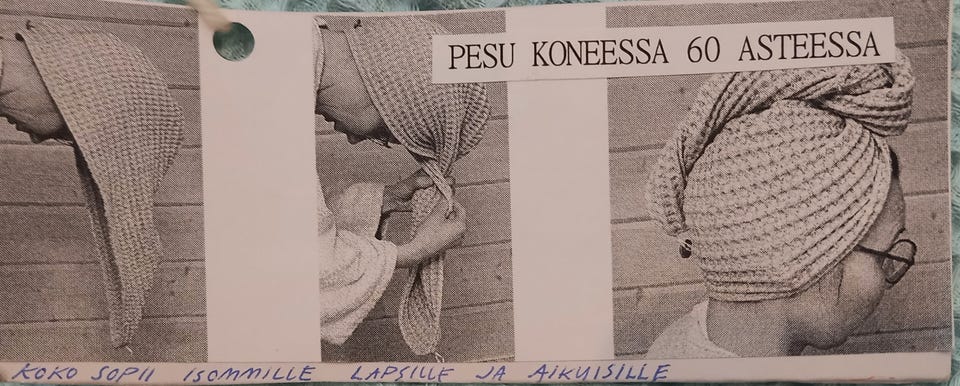 PESU KONEESSA 60 ASTEESSA
KOKO SOPII ISOMMILLE LAPSILLE JA AIKUISILLE